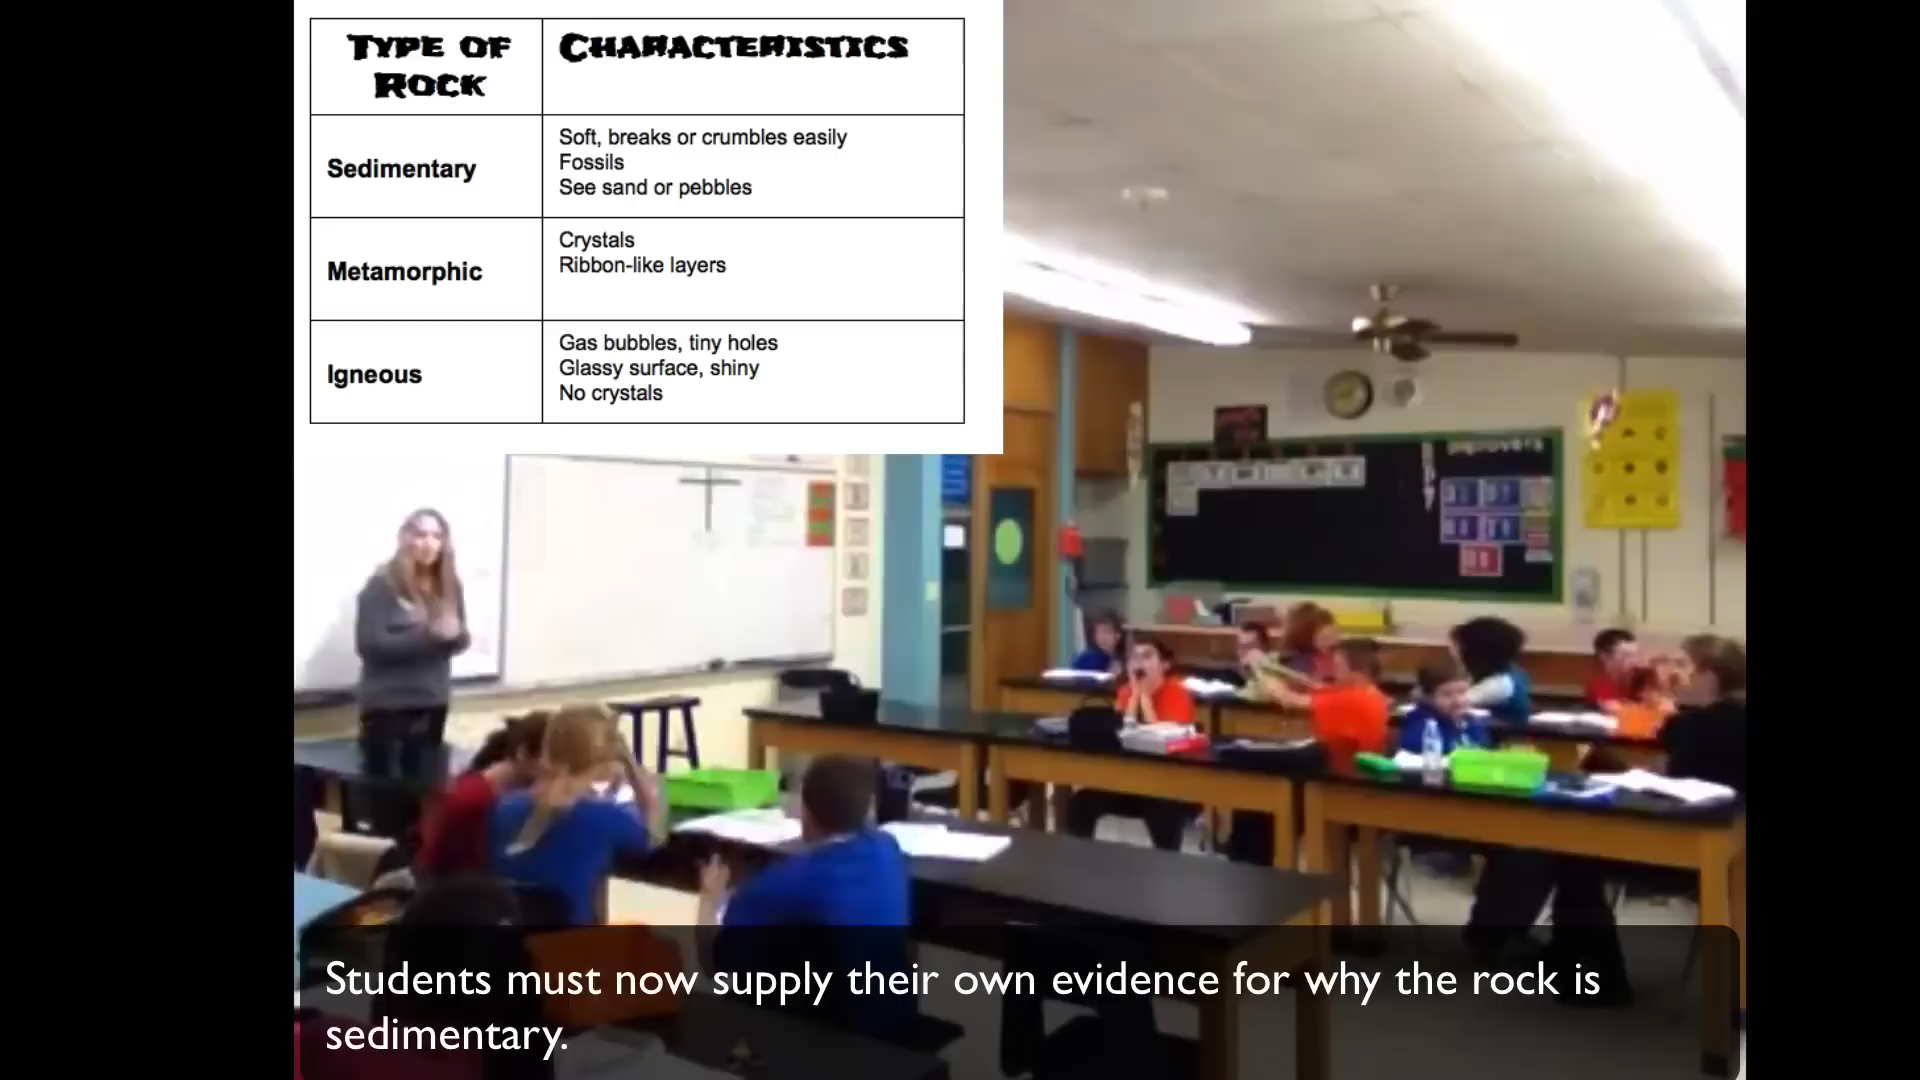 TYPE OF
ROCK
CHARACTERISTICS
Sedimentary
Soft, breaks or crumbles easily
Fossils
See sand or pebbles
Metamorphic
Crystals
Ribbon-like layers
Igneous
Gas bubbles, tiny holes
Glassy surface, shiny
No crystals
Students must now supply their own evidence for why the rock is
sedimentary.